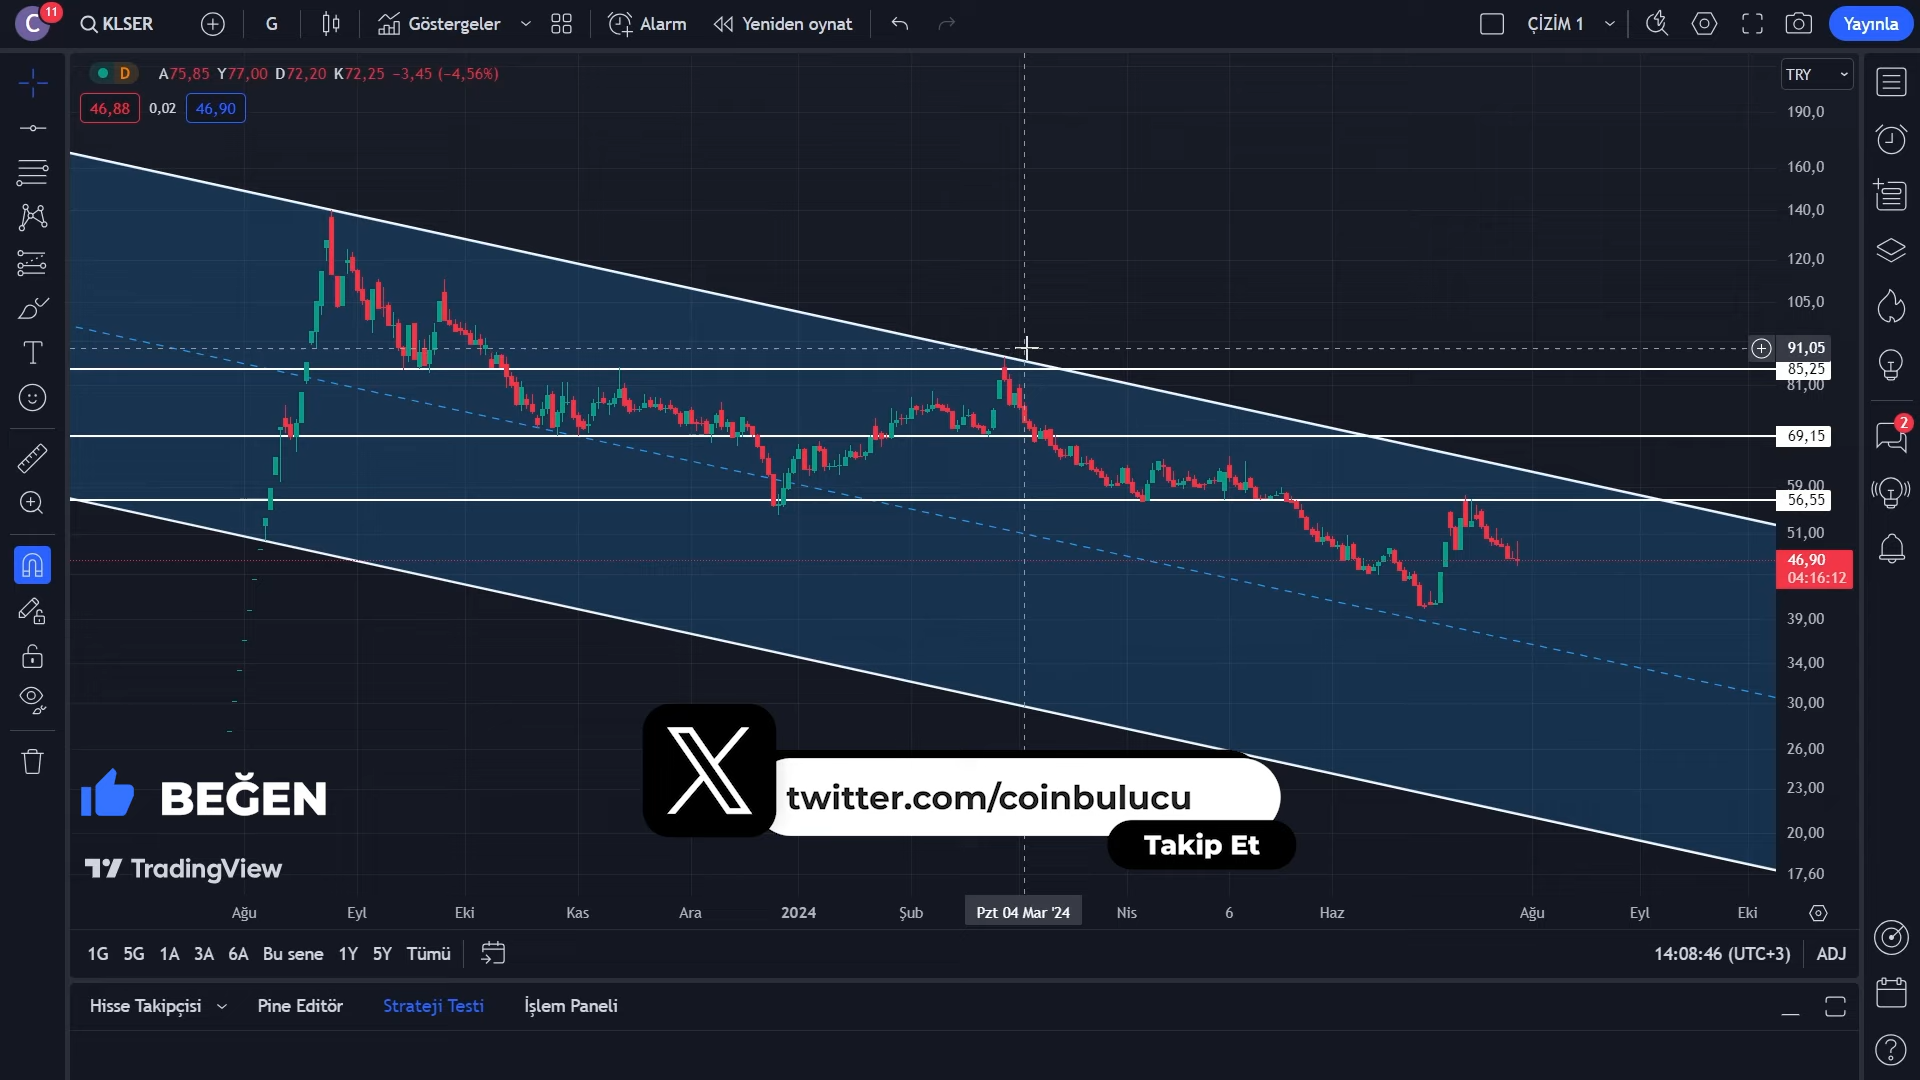 C 11 KLSER G Göstergeler Alarm Yeniden oynat ÇİZİM 1 Yayınla
D A75,85 Y77,00 D72,20 K72,25 −3,45 (−4,56%) TRY
46,88 0,02 46,90
190,0
160,0
140,0
120,0
105,0
91,05
85,25
81,00
69,15
59,00
56,55
51,00
46,90
04:16:12
39,00
34,00
30,00
26,00
23,00
20,00
17,60
2
BEĞEN
twitter.com/coinbulucu
Takip Et
TradingView
Ağu Eyl Eki Kas Ara 2024 Şub Pzt 04 Mar '24 Nis 6 Haz Ağu Eyl Eki
1G 5G 1A 3A 6A Bu sene 1Y 5Y Tümü 14:08:46 (UTC+3) ADJ
Hisse Takipçisi Pine Editör Strateji Testi İşlem Paneli